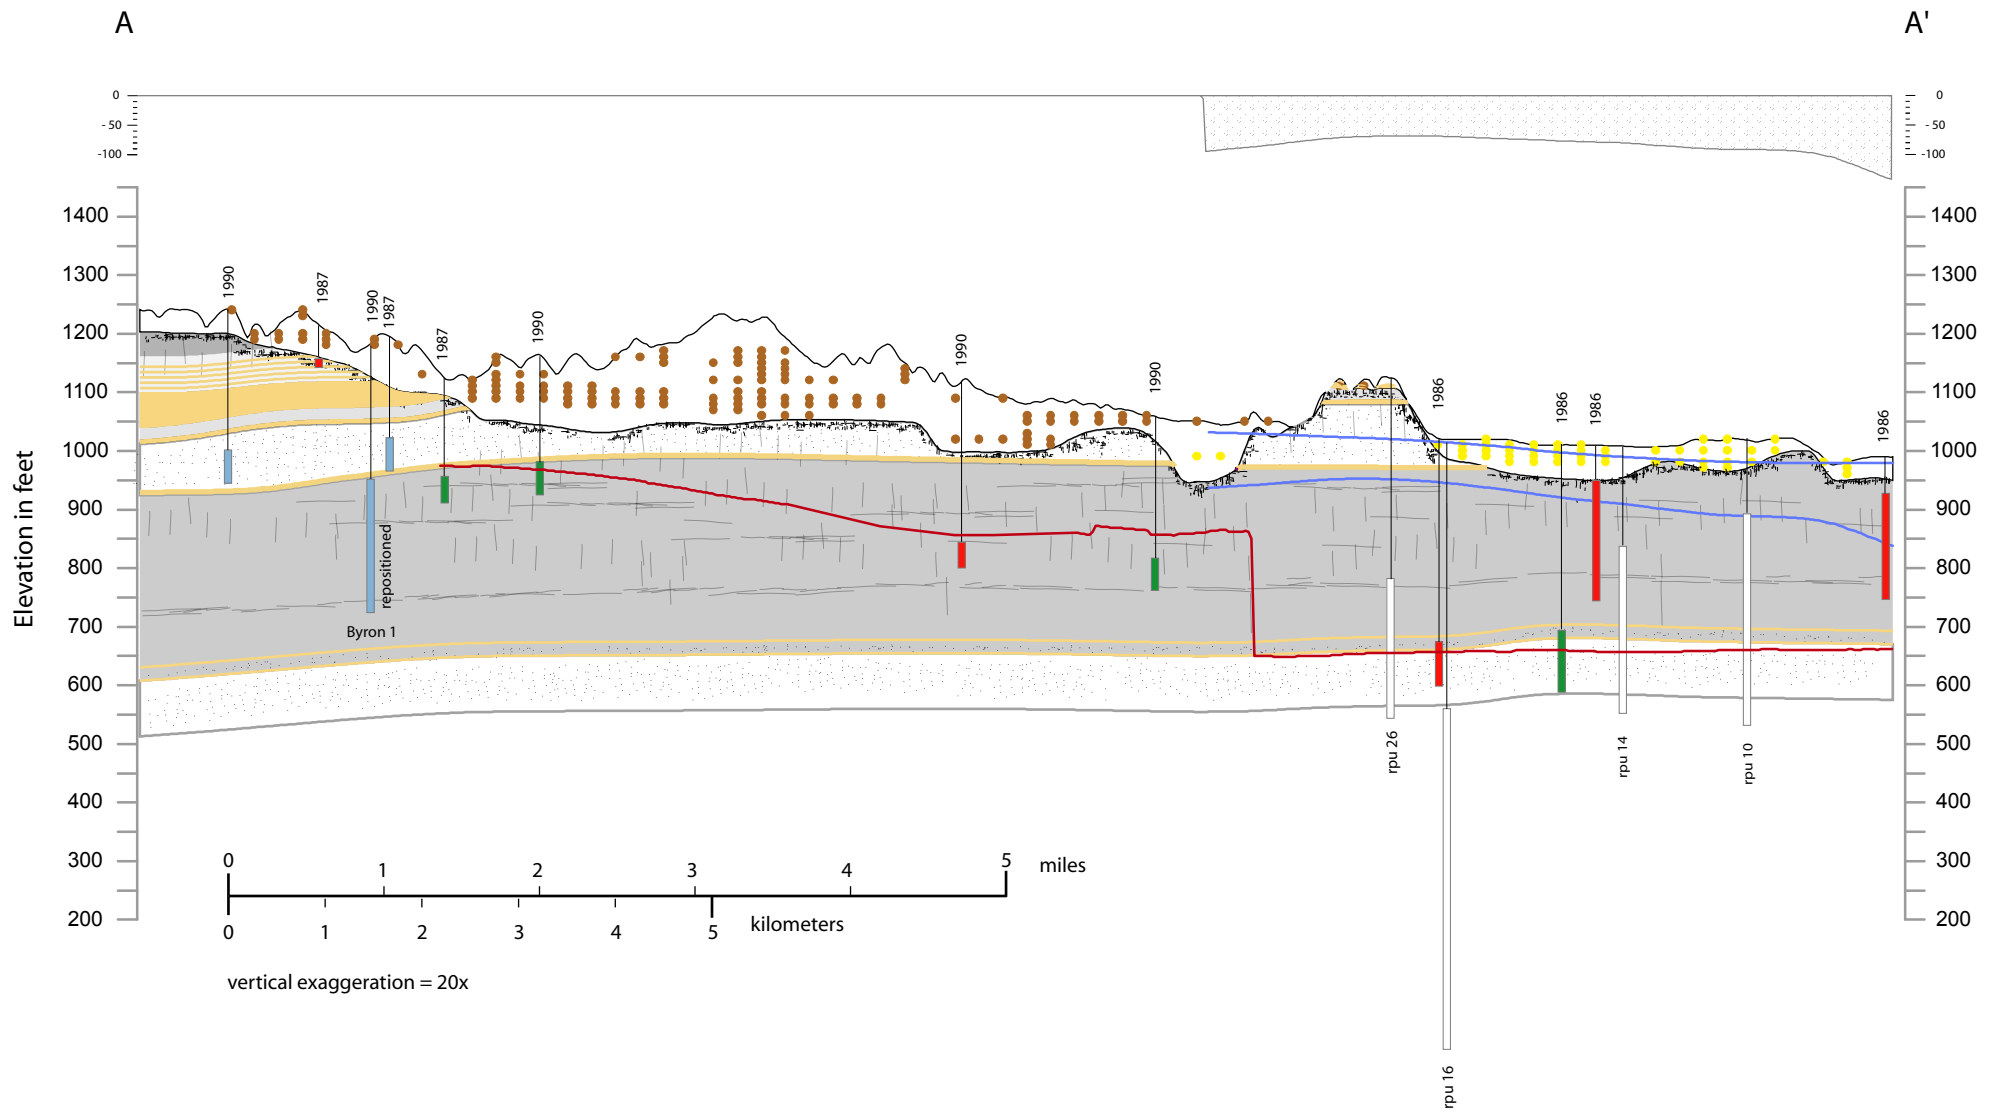 A A'
0 0
-50 -50
-100 -100
1400 1400
1300 1300
1200 1200
1100 1100
1000 1000
900 900
800 800
700 700
600 600
500 500
400 400
300 300
200 200
Elevation in feet
1990
1987
1990
1987
1987
1990
1990
1990
1986
1986
1986
1986
repositioned
Byron 1
rpu 26
rpu 16
rpu 14
rpu 10
0 1 2 3 4 5 miles
0 1 2 3 4 5 kilometers
vertical exaggeration = 20x